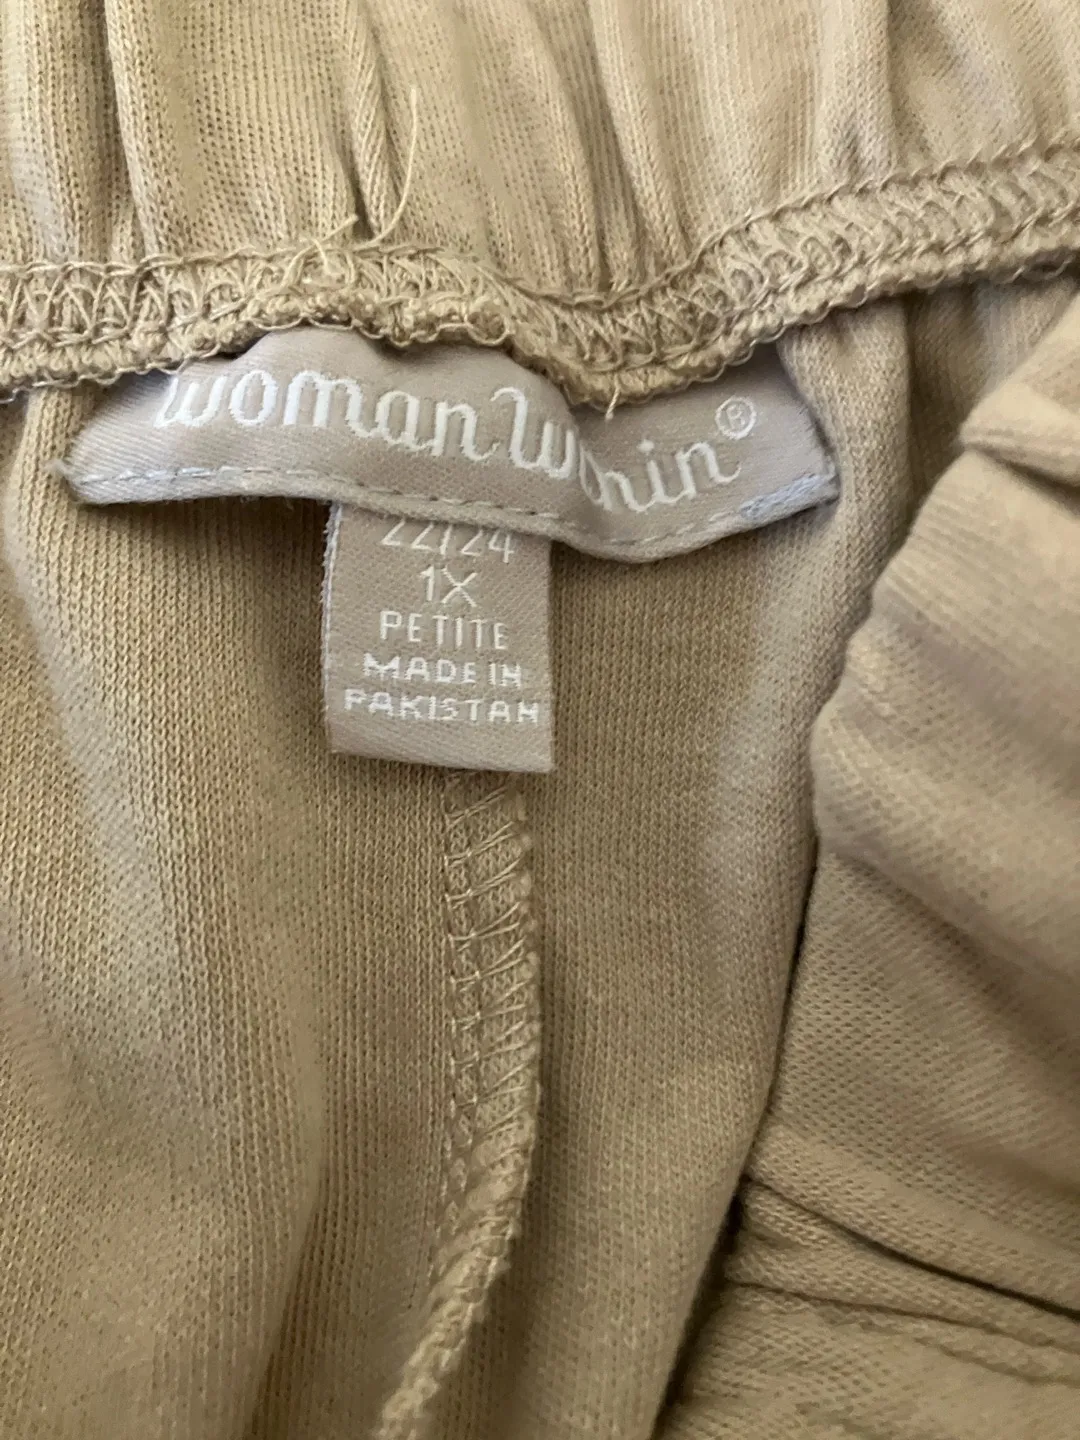 woman Within®
22/24
1X
PETITE
MADE IN
PAKISTAN